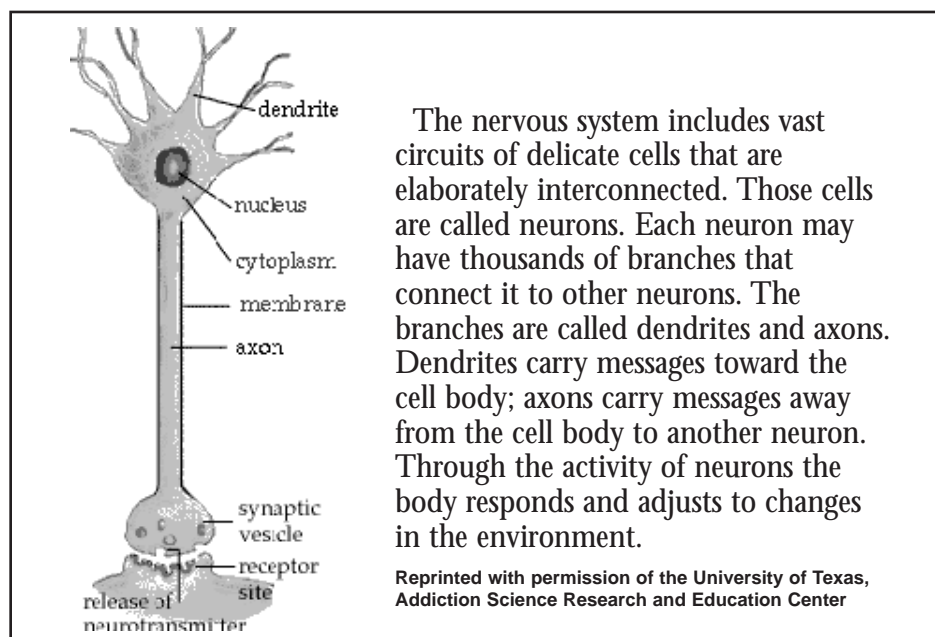 dendrite
nucleus
cytoplasm
membrane
axon
synaptic
vesicle
receptor
site
release of
neurotransmitter
The nervous system includes vast
circuits of delicate cells that are
elaborately interconnected. Those cells
are called neurons. Each neuron may
have thousands of branches that
connect it to other neurons. The
branches are called dendrites and axons.
Dendrites carry messages toward the
cell body; axons carry messages away
from the cell body to another neuron.
Through the activity of neurons the
body responds and adjusts to changes
in the environment.
Reprinted with permission of the University of Texas,
Addiction Science Research and Education Center